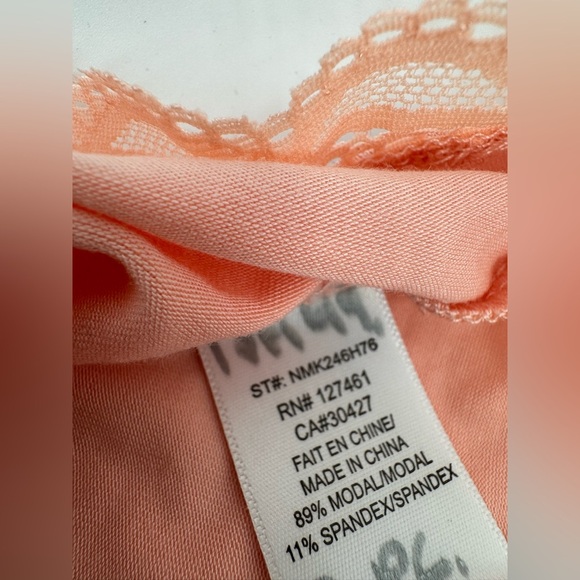 ST#: NMK246H76
RN# 127461
CA#30427
FAIT EN CHINE/
MADE IN CHINA
89% MODAL/MODAL
11% SPANDEX/SPANDEX